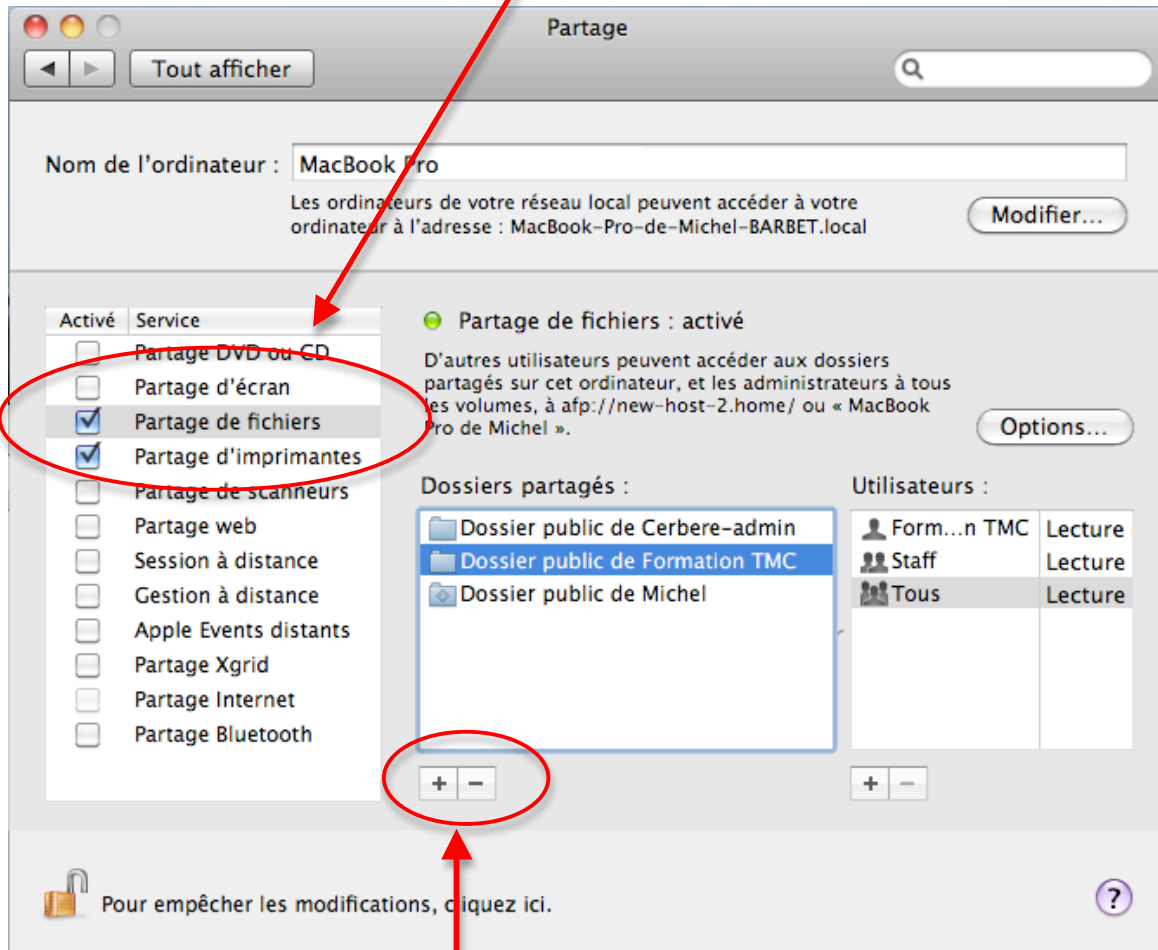 Partage
Tout afficher
Nom de l'ordinateur : MacBook Pro
Les ordinateurs de votre réseau local peuvent accéder à votre
ordinateur à l'adresse : MacBook-Pro-de-Michel-BARBET.local
Modifier...
Activé Service
Partage DVD ou CD
Partage d'écran
Partage de fichiers
Partage d'imprimantes
Partage de scanneurs
Partage web
Session à distance
Gestion à distance
Apple Events distants
Partage Xgrid
Partage Internet
Partage Bluetooth
Partage de fichiers : activé
D'autres utilisateurs peuvent accéder aux dossiers
partagés sur cet ordinateur, et les administrateurs à tous
les volumes, à afp://new-host-2.home/ ou « MacBook
Pro de Michel ».
Options...
Dossiers partagés :
Dossier public de Cerbere-admin
Dossier public de Formation TMC
Dossier public de Michel
+ −
Utilisateurs :
Form...n TMC Lecture
Staff Lecture
Tous Lecture
+ −
Pour empêcher les modifications, cliquez ici.
?